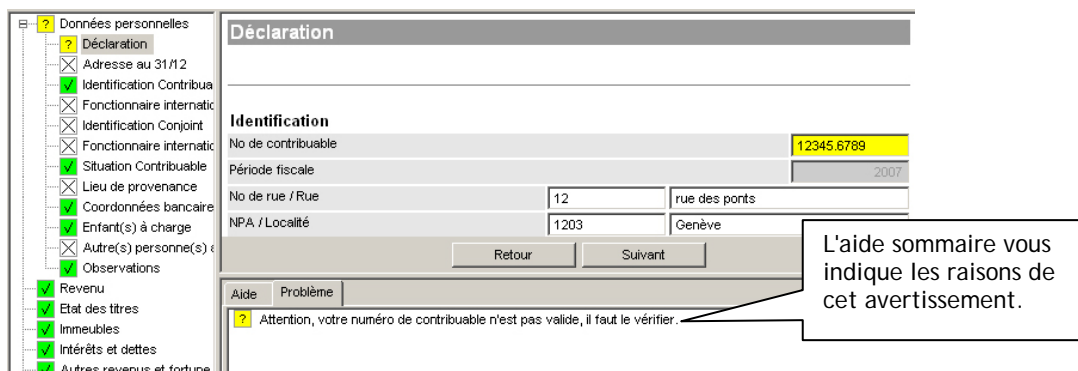 Données personnelles
Déclaration
Adresse au 31/12
Identification Contribua
Fonctionnaire internatio
Identification Conjoint
Fonctionnaire internatio
Situation Contribuable
Lieu de provenance
Coordonnées bancaire
Enfant(s) à charge
Autre(s) personne(s) à
Observations
Revenu
Etat des titres
Immeubles
Intérêts et dettes
Autres revenus et fortune
Déclaration
Identification
No de contribuable 12345.6789
Période fiscale 2007
No de rue / Rue 12 rue des ponts
NPA / Localité 1203 Genève
Retour Suivant
Aide Problème
? Attention, votre numéro de contribuable n'est pas valide, il faut le vérifier.
L'aide sommaire vous
indique les raisons de
cet avertissement.